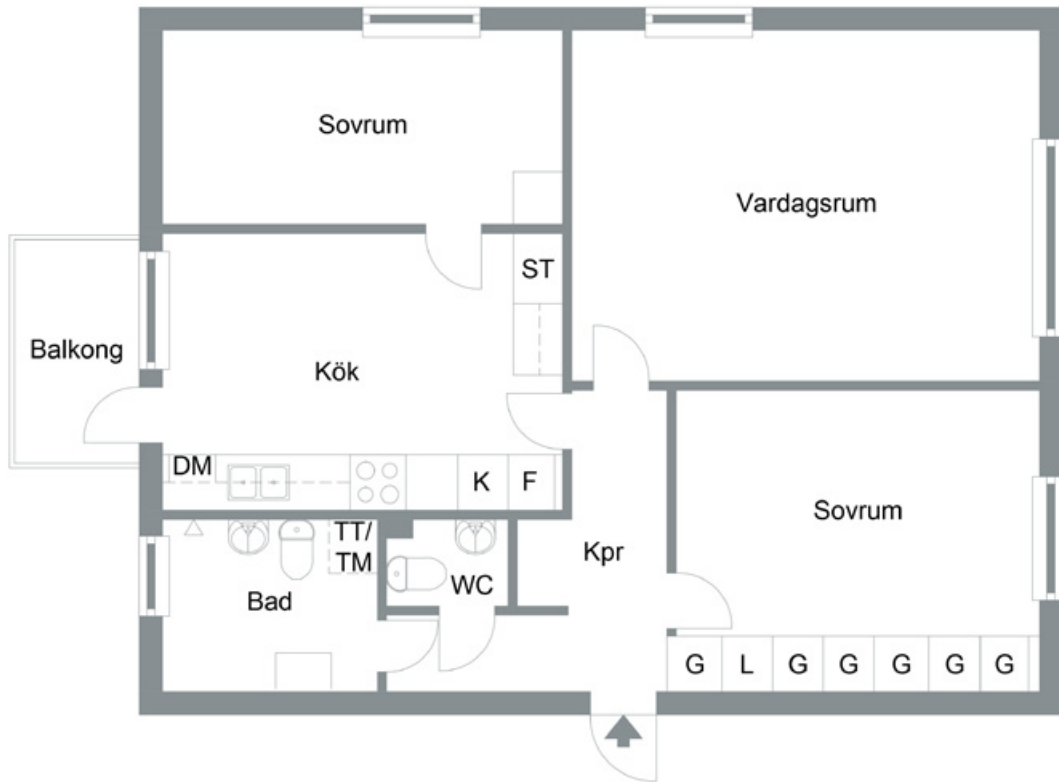 Sovrum
Vardagsrum
ST
Balkong
Kök
DM
K
F
Sovrum
TT/
TM
Kpr
WC
Bad
G
L
G
G
G
G
G